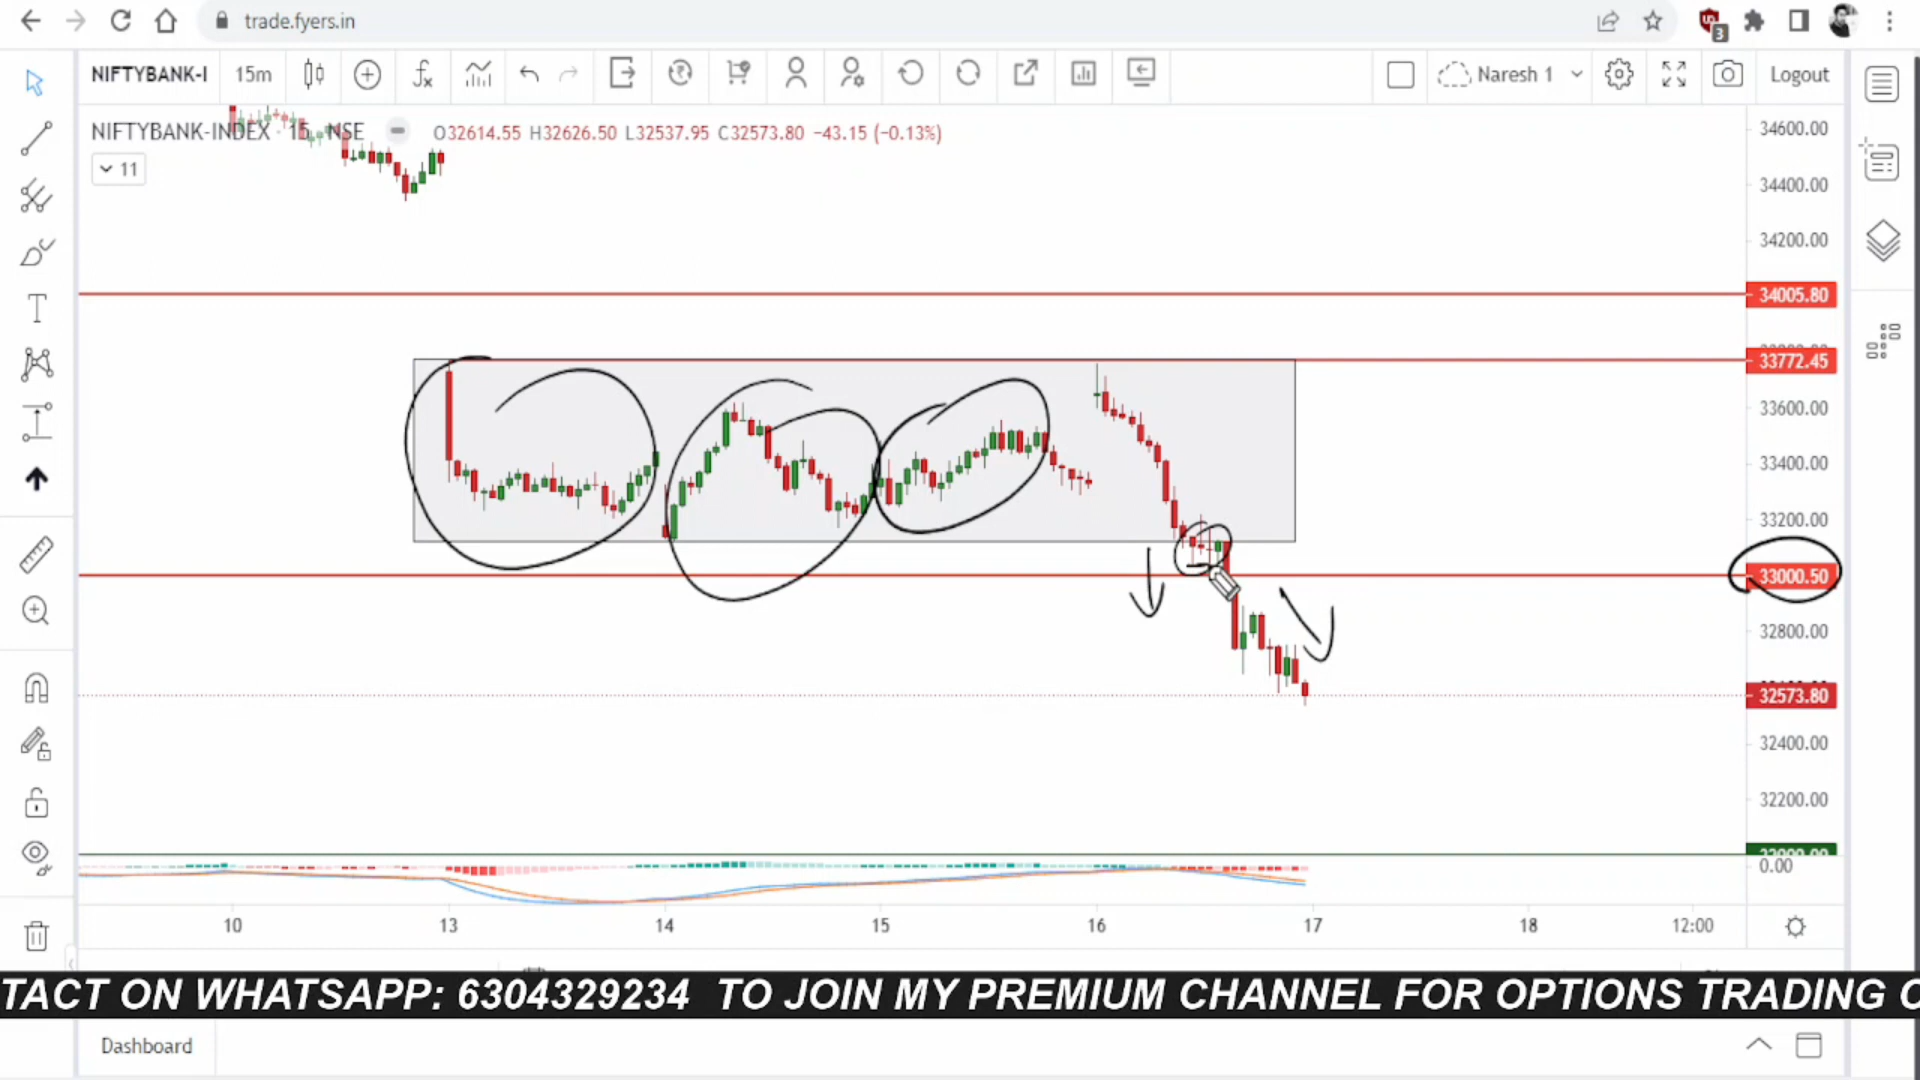 trade.fyers.in
3
NIFTYBANK-I 15m Naresh 1 Logout
NIFTYBANK-INDEX 15 NSE O32614.55 H32626.50 L32537.95 C32573.80 −43.15 (−0.13%)
11
34600.00
34400.00
34200.00
34005.80
33772.45
33600.00
33400.00
33200.00
33000.50
32800.00
32573.80
32400.00
32200.00
0.00
10 13 14 15 16 17 18 12:00
TACT ON WHATSAPP: 6304329234 TO JOIN MY PREMIUM CHANNEL FOR OPTIONS TRADING
Dashboard